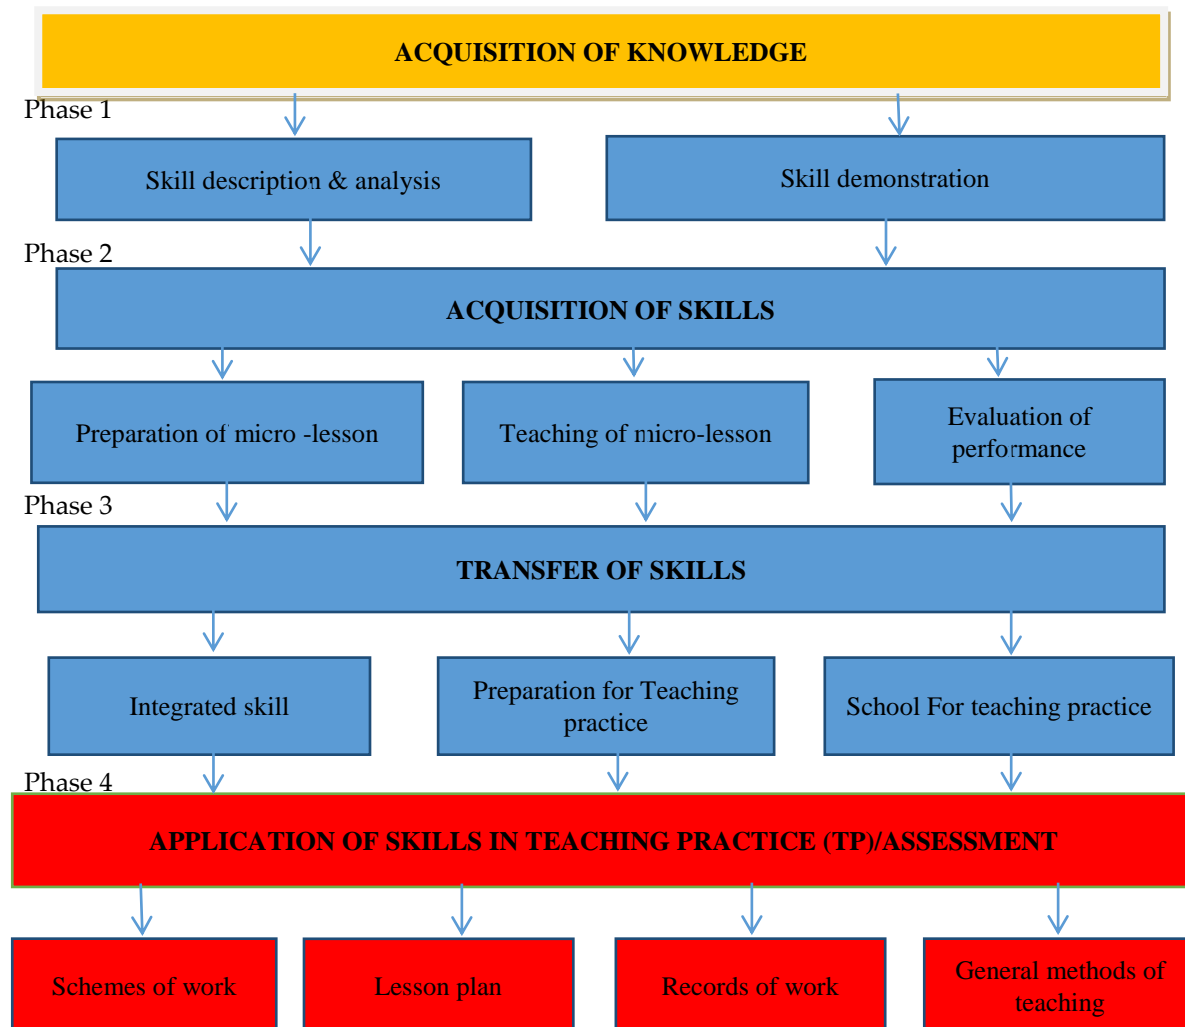 ACQUISITION OF KNOWLEDGE
Phase 1
Skill description & analysis
Skill demonstration
Phase 2
ACQUISITION OF SKILLS
Preparation of micro -lesson
Teaching of micro-lesson
Evaluation of
performance
Phase 3
TRANSFER OF SKILLS
Integrated skill
Preparation for Teaching
practice
School For teaching practice
Phase 4
APPLICATION OF SKILLS IN TEACHING PRACTICE (TP)/ASSESSMENT
Schemes of work
Lesson plan
Records of work
General methods of
teaching